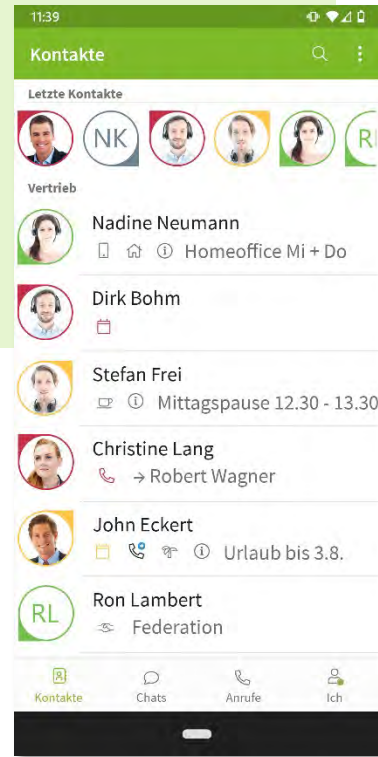 11:39
Kontakte
Letzte Kontakte
NK
RL
Vertrieb
Nadine Neumann
Homeoffice Mi + Do
Dirk Bohm
Stefan Frei
Mittagspause 12.30 - 13.30
Christine Lang
→ Robert Wagner
John Eckert
Urlaub bis 3.8.
RL
Ron Lambert
Federation
Kontakte
Chats
Anrufe
Ich